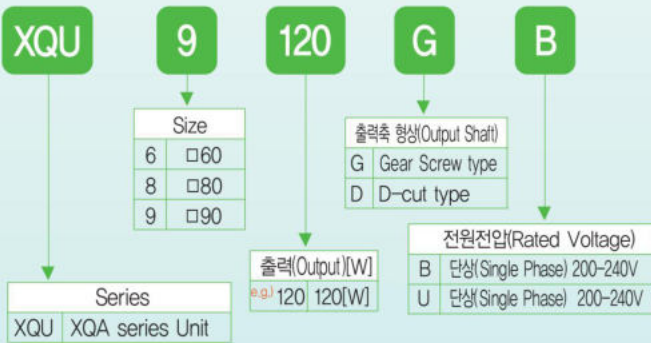 XQU 9 120 G B
Size
6 □60
8 □80
9 □90
출력축 형상(Output Shaft)
G Gear Screw type
D D-cut type
전원전압(Rated Voltage)
B 단상(Single Phase) 200-240V
U 단상(Single Phase) 200-240V
출력(Output)[W]
e.g.) 120 120[W]
Series
XQU XQA series Unit